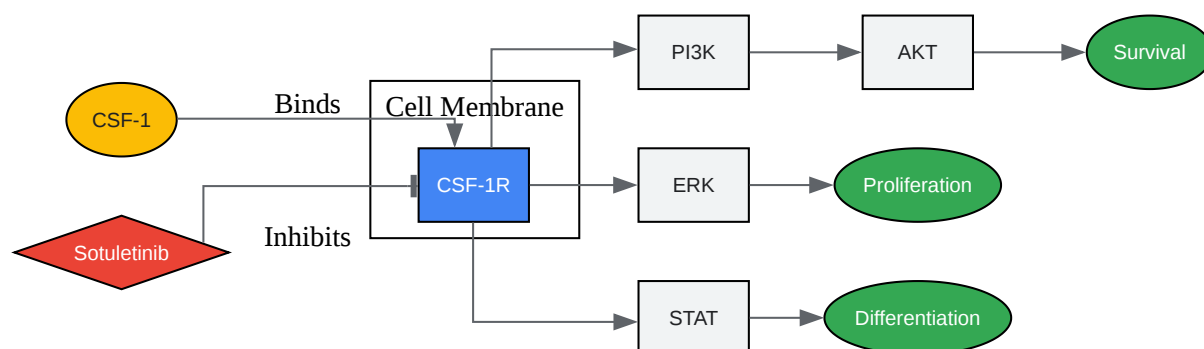 PI3K
AKT
Survival
Binds
Cell Membrane
CSF-1
CSF-1R
ERK
Proliferation
Inhibits
Sotuletinib
STAT
Differentiation